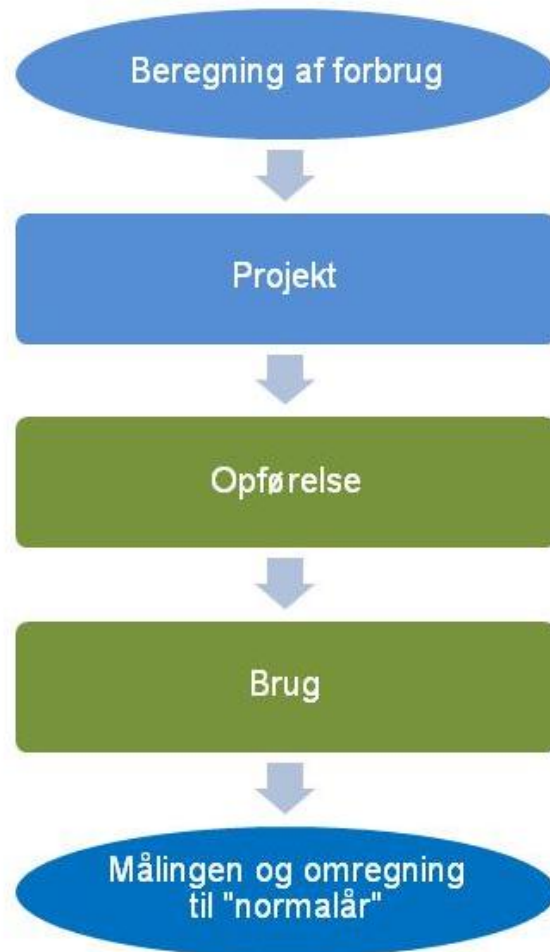 Beregning af forbrug
Projekt
Opførelse
Brug
Målingen og omregning
til "normalår"